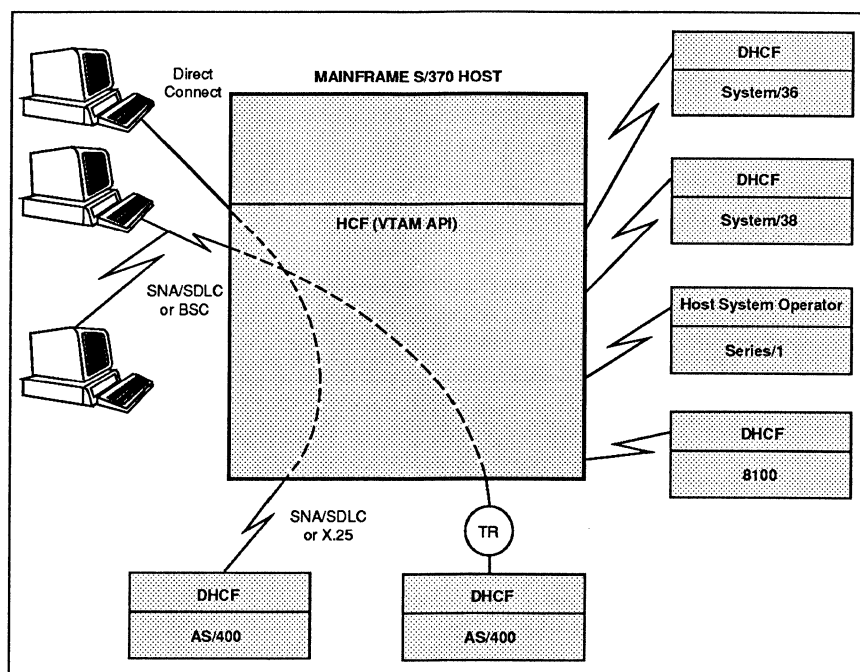 Direct
Connect
MAINFRAME S/370 HOST
HCF (VTAM API)
SNA/SDLC
or BSC
DHCF
System/36
DHCF
System/38
Host System Operator
Series/1
DHCF
8100
SNA/SDLC
or X.25
TR
DHCF
AS/400
DHCF
AS/400